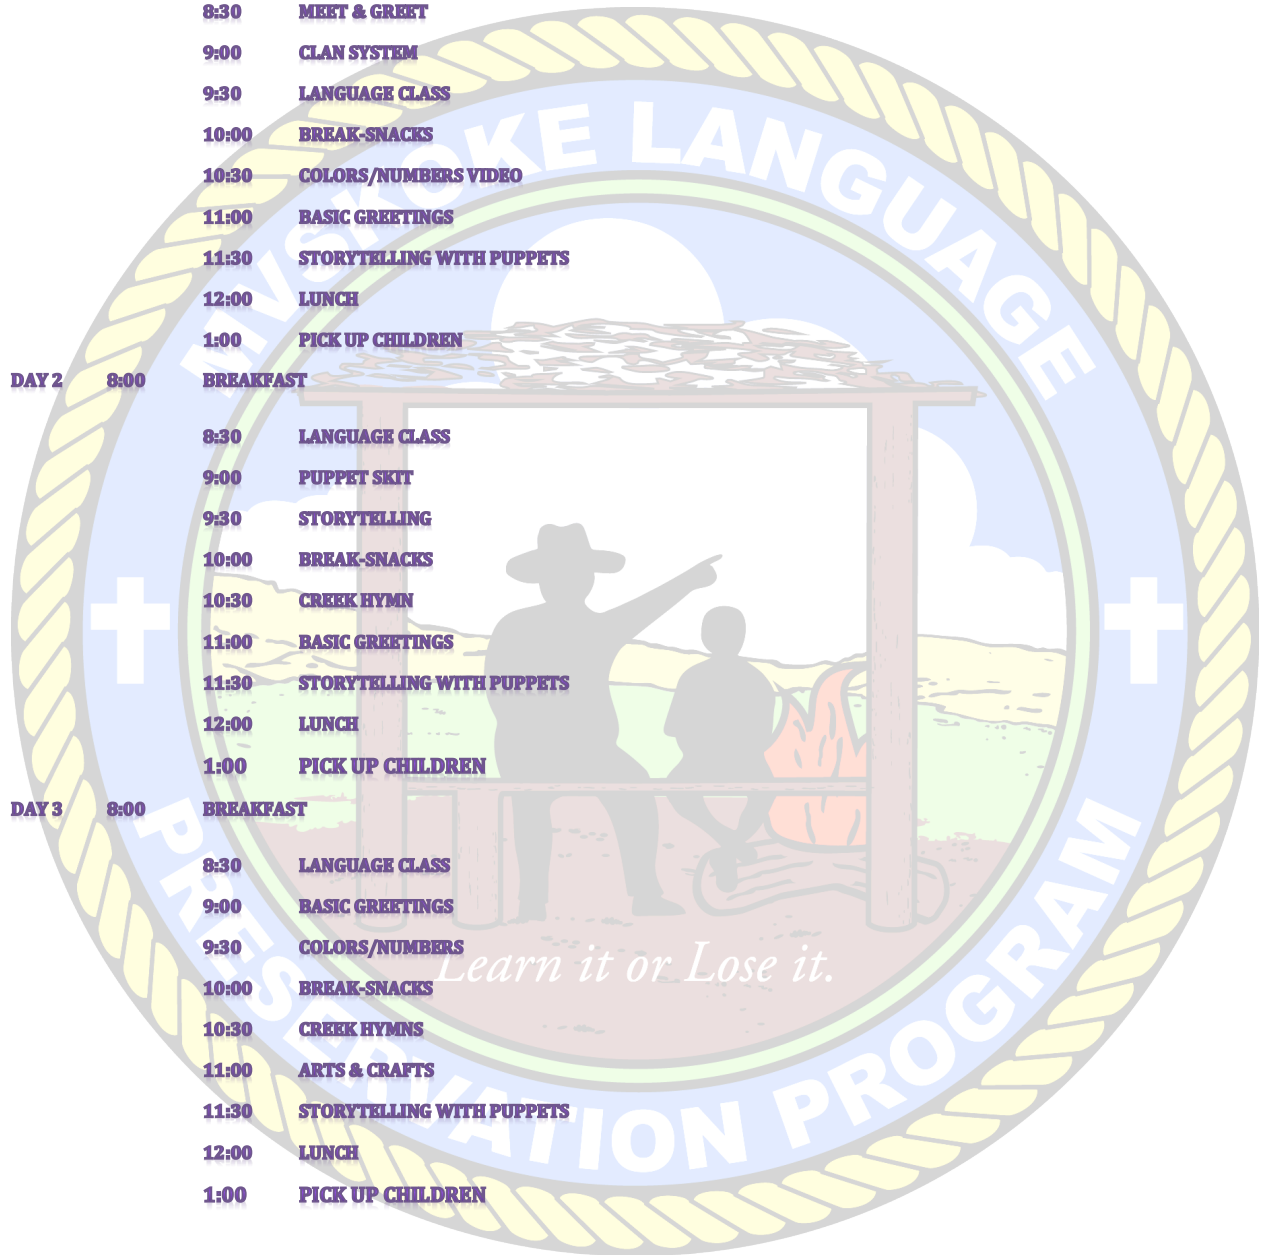 8:30 MEET & GREET
9:00 CLAN SYSTEM
9:30 LANGUAGE CLASS
10:00 BREAK-SNACKS
10:30 COLORS/NUMBERS VIDEO
11:00 BASIC GREETINGS
11:30 STORYTELLING WITH PUPPETS
12:00 LUNCH
1:00 PICK UP CHILDREN
DAY 2 8:00 BREAKFAST
8:30 LANGUAGE CLASS
9:00 PUPPET SKIT
9:30 STORYTELLING
10:00 BREAK-SNACKS
10:30 CREEK HYMN
11:00 BASIC GREETINGS
11:30 STORYTELLING WITH PUPPETS
12:00 LUNCH
1:00 PICK UP CHILDREN
DAY 3 8:00 BREAKFAST
8:30 LANGUAGE CLASS
9:00 BASIC GREETINGS
9:30 COLORS/NUMBERS
10:00 BREAK-SNACKS
10:30 CREEK HYMNS
11:00 ARTS & CRAFTS
11:30 STORYTELLING WITH PUPPETS
12:00 LUNCH
1:00 PICK UP CHILDREN
MVSKOKE LANGUAGE
PRESERVATION PROGRAM
Learn it or Lose it.